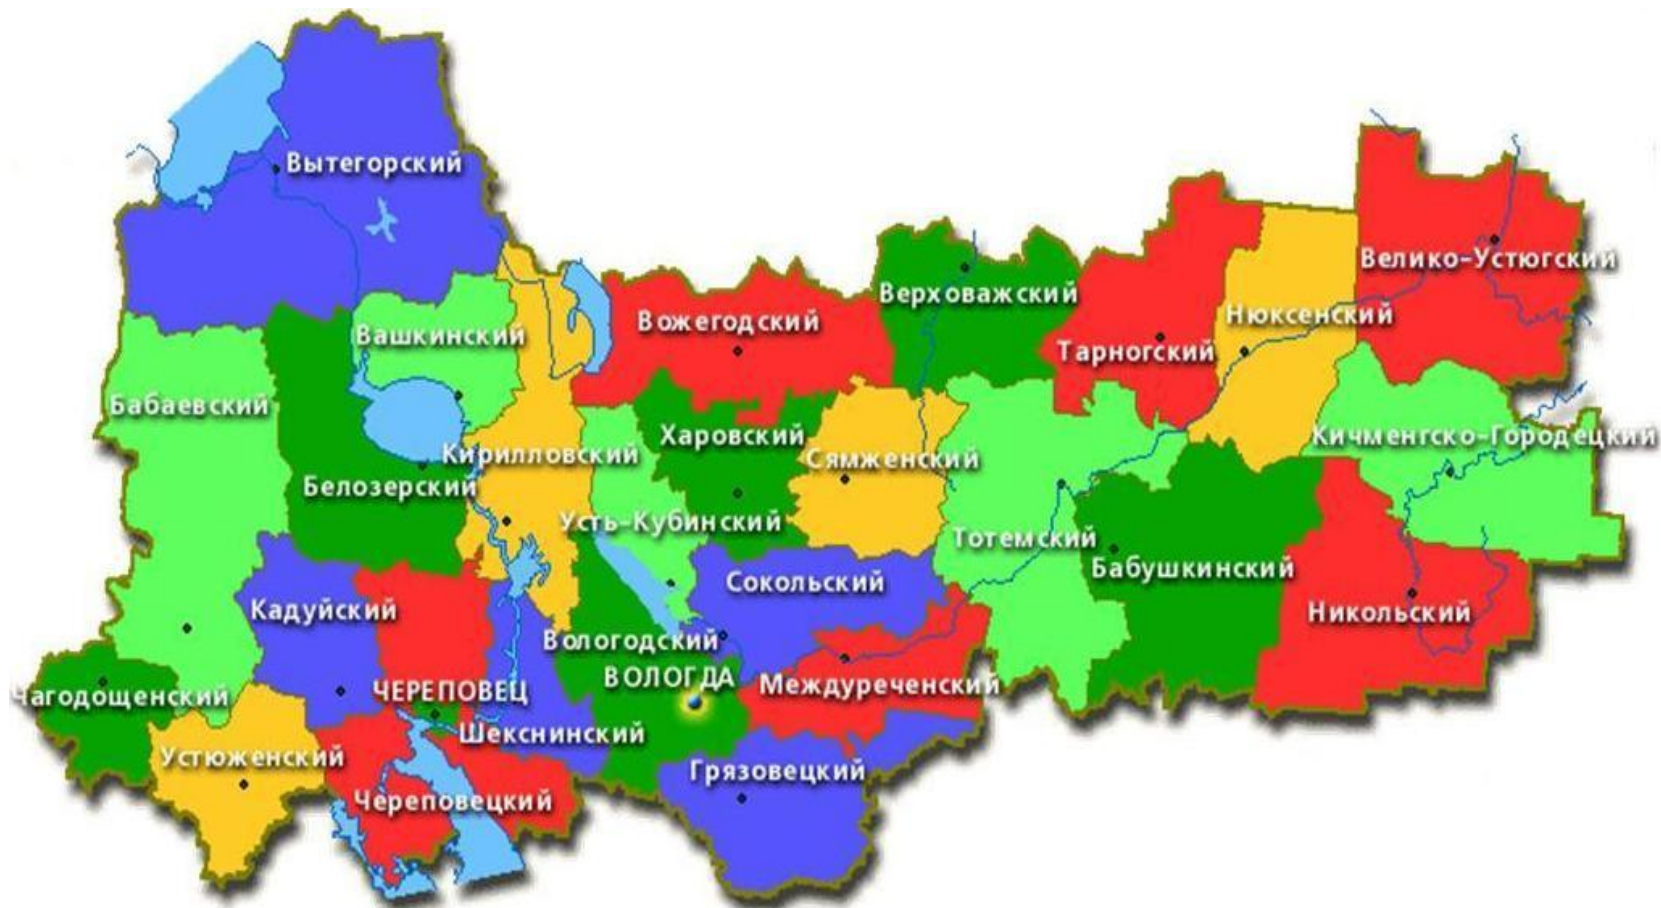 Вытегорский
Велико-Устюгский
Верховажский
Нюксенский
Вожегодский
Вашкинский
Тарногский
Бабаевский
Харовский
Кичменгско-Городецкий
Кирилловский
Сямженский
Белозерский
Усть-Кубинский
Тотемский
Бабушкинский
Сокольский
Кадуйский
Никольский
Вологодский
ВОЛОГДА
Междуреченский
ЧЕРЕПОВЕЦ
Чагодощенский
Шекснинский
Устюженский
Грязовецкий
Череповецкий